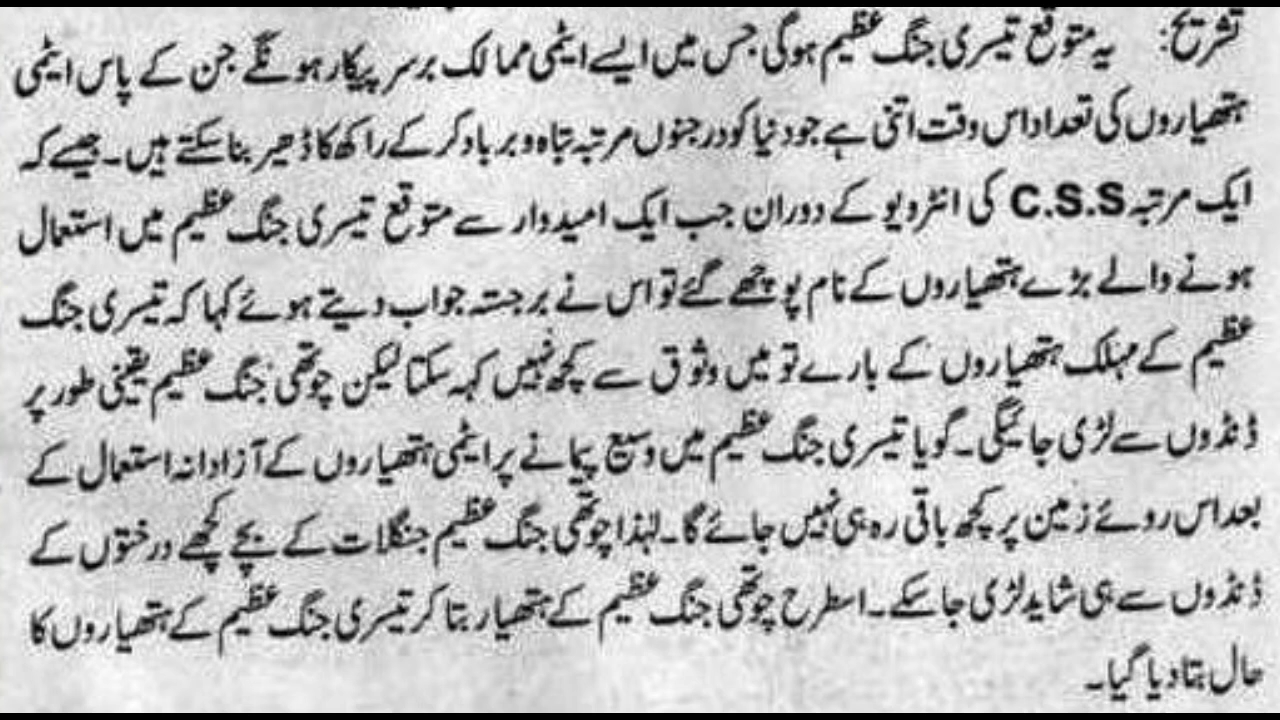 تشریح: یہ متوقع تیسری جنگ عظیم ہوگی جس میں ایسے ایٹمی ممالک برسر پیکار ہونگے جن کے پاس ایٹمی
ہتھیاروں کی تعداد اس وقت اتنی ہے جو دنیا کو درجنوں مرتبہ تباہ و برباد کر کے راکھ کا ڈھیر بنا سکتے ہیں۔ جیسے کہ
ایک مرتبہ C.S.S کی انٹرویو کے دوران جب ایک امیدوار سے متوقع تیسری جنگ عظیم میں استعمال
ہونے والے بڑے ہتھیاروں کے نام پوچھے گئے تو اس نے برجستہ جواب دیتے ہوئے کہا کہ تیسری جنگ
عظیم کے مہلک ہتھیاروں کے بارے تو میں وثوق سے کچھ نہیں کہہ سکتا لیکن چوتھی جنگ عظیم یقینی طور پر
ڈنڈوں سے لڑی جائیگی۔ گویا تیسری جنگ عظیم میں وسیع پیمانے پر ایٹمی ہتھیاروں کے آزادانہ استعمال کے
بعد اس روئے زمین پر کچھ باقی رہ ہی نہیں جائے گا۔ لہٰذا چوتھی جنگ عظیم جنگلات کے بچے کچھے درختوں کے
ڈنڈوں سے ہی شاید لڑی جا سکے۔ اسطرح چوتھی جنگ عظیم کے ہتھیار بتا کر تیسری جنگ عظیم کے ہتھیاروں کا
حال بتا دیا گیا۔